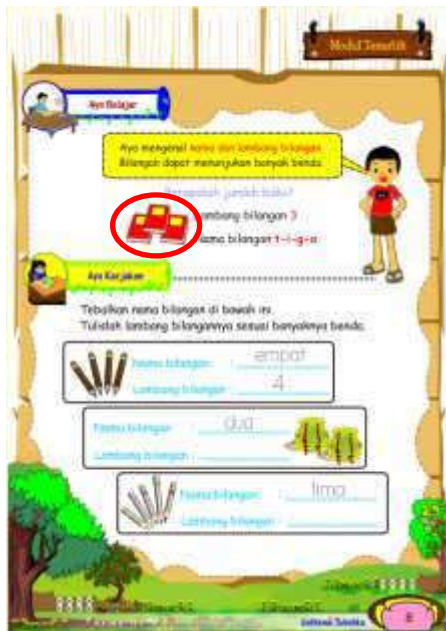 Modul Tematik
Ayo Belajar
Ayo mengenal nama dan lambang bilangan.
Bilangan dapat menunjukan banyak benda.
Berapakah jumlah buku?
Lambang bilangan 3
Nama bilangan t-i-g-a
Ayo Kerjakan
Tebalkan nama bilangan di bawah ini.
Tulislah lambang bilangannya sesuai banyaknya benda.
Nama bilangan : empat
Lambang bilangan : 4
Nama bilangan : dua
Lambang bilangan :
Nama bilangan : lima
Lambang bilangan :
8